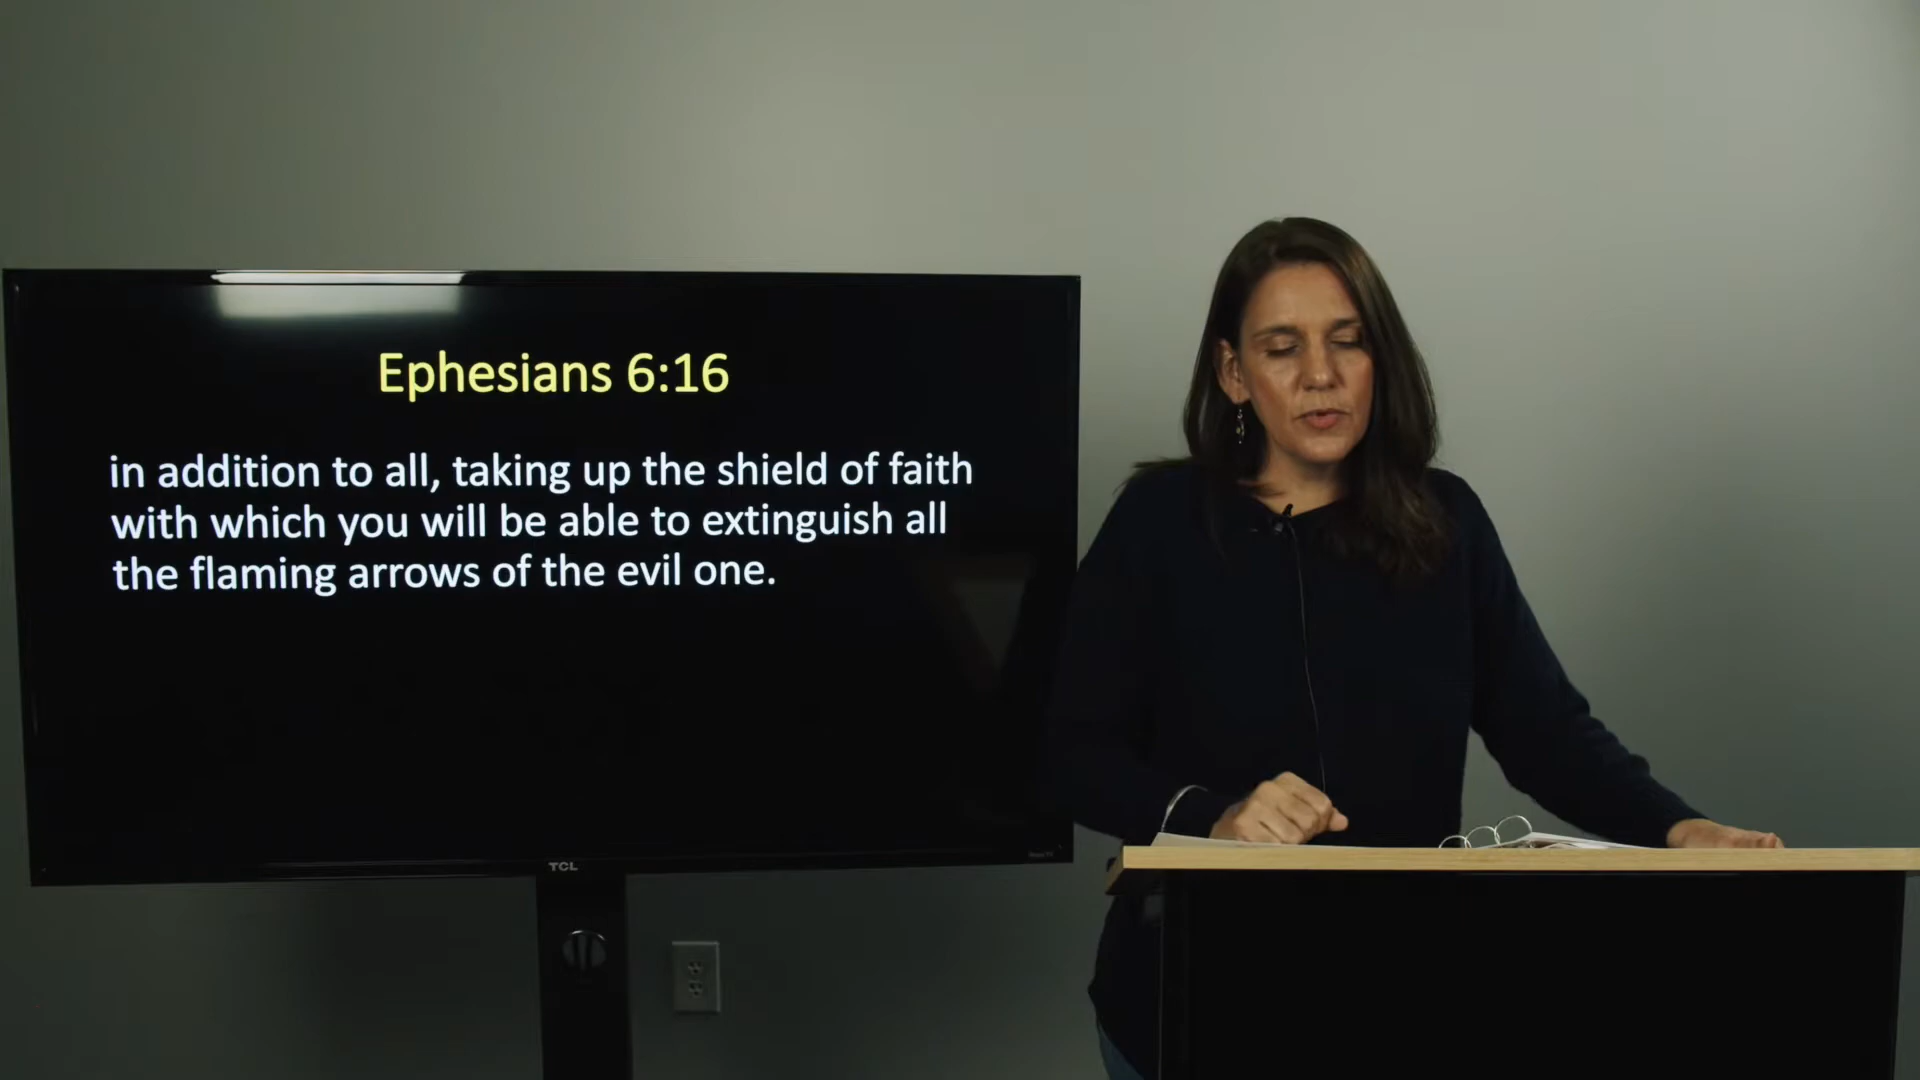 Ephesians 6:16
in addition to all, taking up the shield of faith
with which you will be able to extinguish all
the flaming arrows of the evil one.
TCL